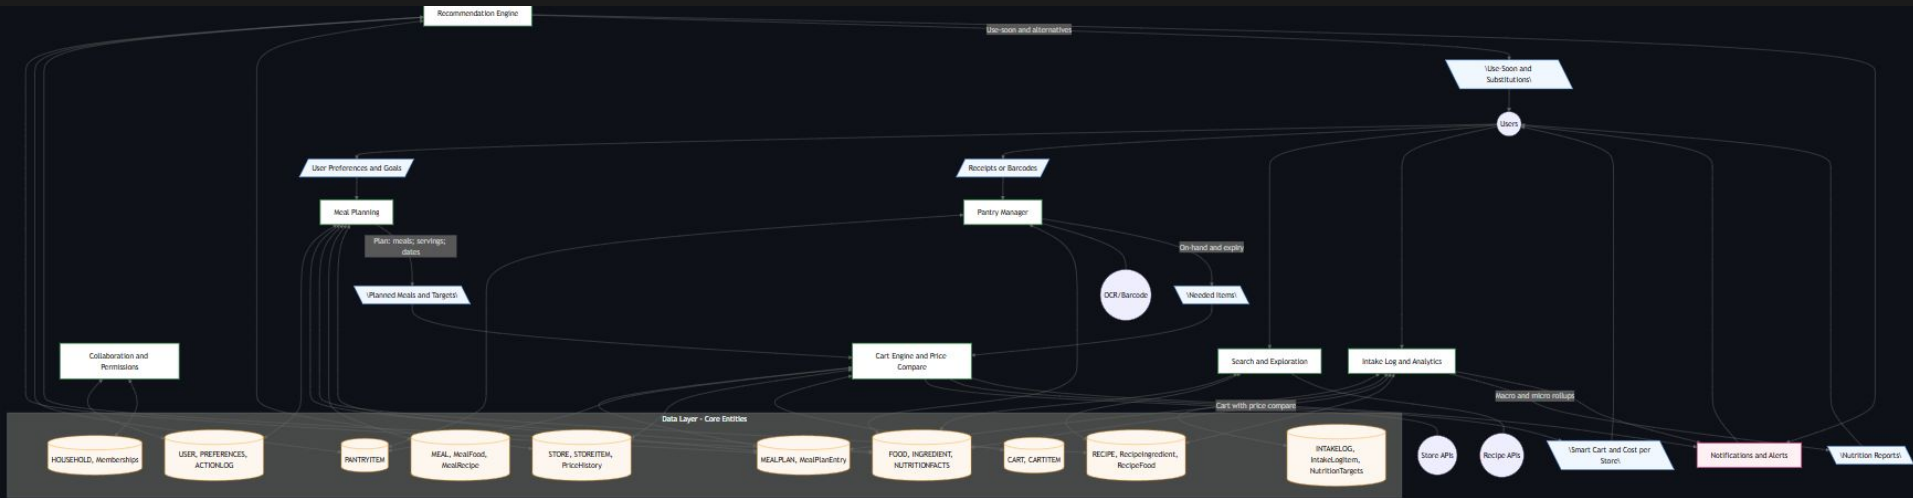 Recommendation Engine
Use-soon and alternatives
\Use-Soon and
Substitutions\
Users
User Preferences and Goals
Receipts or Barcodes
Meal Planning
Pantry Manager
Plan: meals; servings;
dates
On-hand and expiry
\Planned Meals and Targets\
OCR/Barcode
\Needed Items\
Collaboration and
Permissions
Cart Engine and Price
Compare
Search and Exploration
Intake Log and Analytics
Macro and micro rollups
Cart with price compare
Data Layer - Core Entities
HOUSEHOLD, Memberships
USER, PREFERENCES,
ACTIONLOG
PANTRYITEM
MEAL, MealFood,
MealRecipe
STORE, STOREITEM,
PriceHistory
MEALPLAN, MealPlanEntry
FOOD, INGREDIENT,
NUTRITIONFACTS
CART, CARTITEM
RECIPE, RecipeIngredient,
RecipeFood
INTAKELOG,
IntakeLogItem,
NutritionTargets
Store APIs
Recipe APIs
\Smart Cart and Cost per
Store\
Notifications and Alerts
\Nutrition Reports\